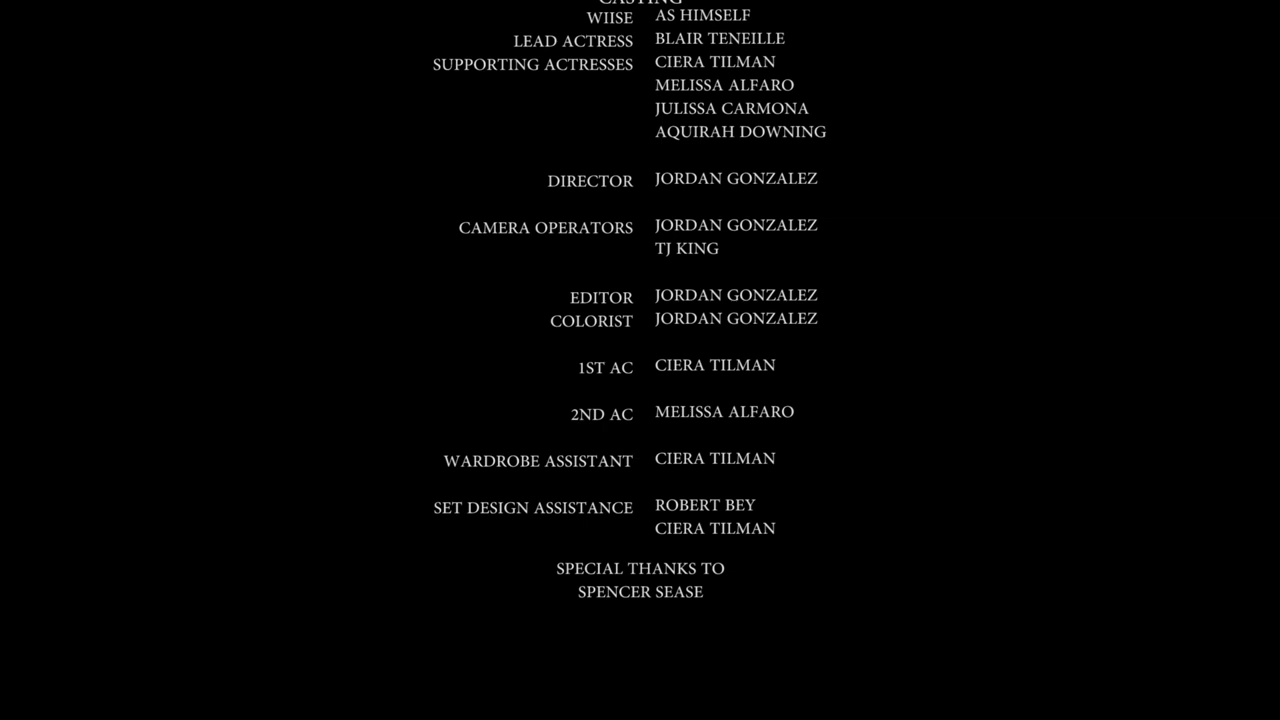 CASTING
WIISE AS HIMSELF
LEAD ACTRESS BLAIR TENEILLE
SUPPORTING ACTRESSES CIERA TILMAN
MELISSA ALFARO
JULISSA CARMONA
AQUIRAH DOWNING
DIRECTOR JORDAN GONZALEZ
CAMERA OPERATORS JORDAN GONZALEZ
TJ KING
EDITOR JORDAN GONZALEZ
COLORIST JORDAN GONZALEZ
1ST AC CIERA TILMAN
2ND AC MELISSA ALFARO
WARDROBE ASSISTANT CIERA TILMAN
SET DESIGN ASSISTANCE ROBERT BEY
CIERA TILMAN
SPECIAL THANKS TO
SPENCER SEASE